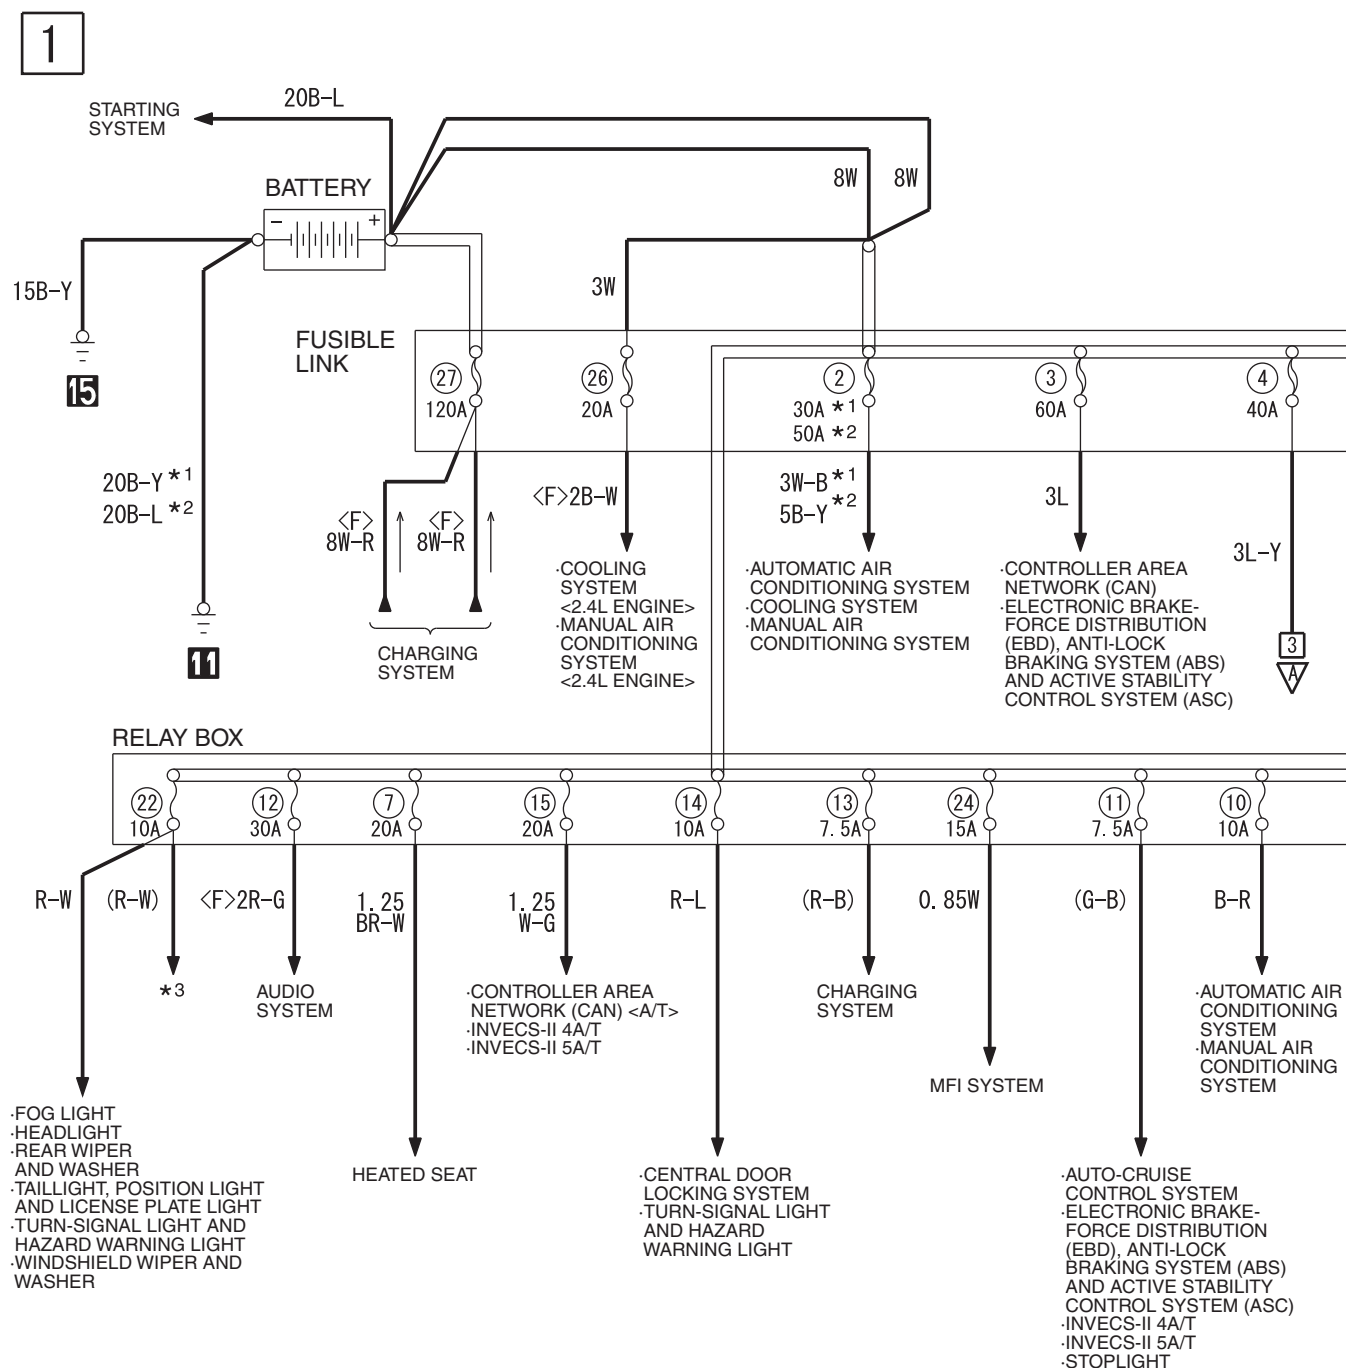 1
STARTING
SYSTEM
20B-L
BATTERY
- +
8W 8W
15B-Y
3W
FUSIBLE
LINK
15
27 26 2 3 4
120A 20A 30A *1 60A 40A
50A *2
20B-Y *1
20B-L *2
<F>
8W-R
<F>
8W-R
<F>2B-W
3W-B *1
5B-Y *2
3L
3L-Y
11
CHARGING
SYSTEM
·COOLING
SYSTEM
<2.4L ENGINE>
·MANUAL AIR
CONDITIONING
SYSTEM
<2.4L ENGINE>
·AUTOMATIC AIR
CONDITIONING SYSTEM
·COOLING SYSTEM
·MANUAL AIR
CONDITIONING SYSTEM
·CONTROLLER AREA
NETWORK (CAN)
·ELECTRONIC BRAKE-
FORCE DISTRIBUTION
(EBD), ANTI-LOCK
BRAKING SYSTEM (ABS)
AND ACTIVE STABILITY
CONTROL SYSTEM (ASC)
3
A
RELAY BOX
22 12 7 15 14 13 24 11 10
10A 30A 20A 20A 10A 7.5A 15A 7.5A 10A
R-W (R-W) <F>2R-G 1.25 1.25 R-L (R-B) 0.85W (G-B) B-R
BR-W W-G
*3
AUDIO
SYSTEM
·CONTROLLER AREA
NETWORK (CAN) <A/T>
·INVECS-II 4A/T
·INVECS-II 5A/T
CHARGING
SYSTEM
·AUTOMATIC AIR
CONDITIONING
SYSTEM
·MANUAL AIR
CONDITIONING
SYSTEM
MFI SYSTEM
·FOG LIGHT
·HEADLIGHT
·REAR WIPER
AND WASHER
·TAILLIGHT, POSITION LIGHT
AND LICENSE PLATE LIGHT
·TURN-SIGNAL LIGHT AND
HAZARD WARNING LIGHT
·WINDSHIELD WIPER AND
WASHER
HEATED SEAT
·CENTRAL DOOR
LOCKING SYSTEM
·TURN-SIGNAL LIGHT
AND HAZARD
WARNING LIGHT
·AUTO-CRUISE
CONTROL SYSTEM
·ELECTRONIC BRAKE-
FORCE DISTRIBUTION
(EBD), ANTI-LOCK
BRAKING SYSTEM (ABS)
AND ACTIVE STABILITY
CONTROL SYSTEM (ASC)
·INVECS-II 4A/T
·INVECS-II 5A/T
·STOPLIGHT